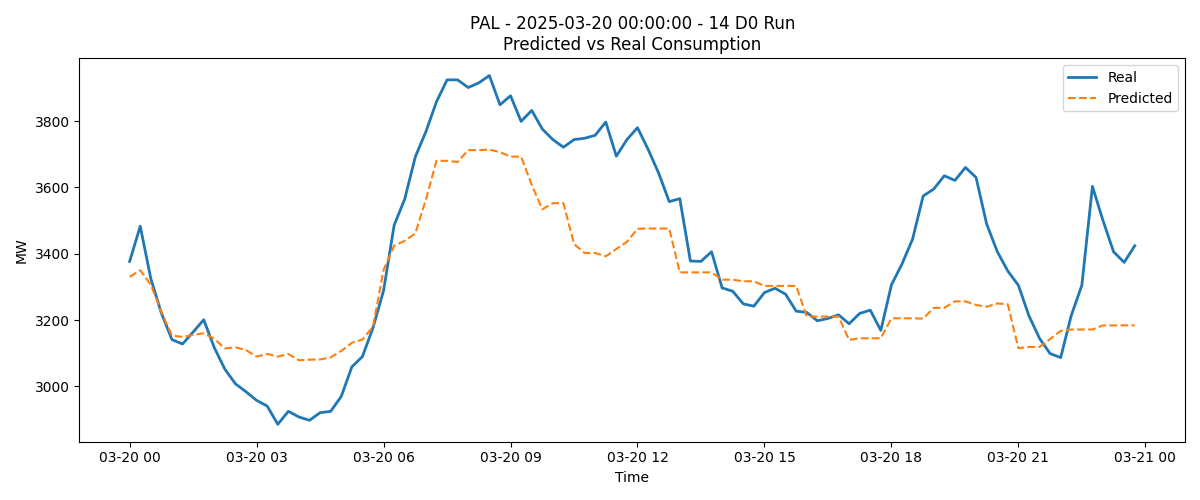 PAL - 2025-03-20 00:00:00 - 14 D0 Run
Predicted vs Real Consumption
Real
Predicted
MW
3800
3600
3400
3200
3000
03-20 00
03-20 03
03-20 06
03-20 09
03-20 12
03-20 15
03-20 18
03-20 21
03-21 00
Time